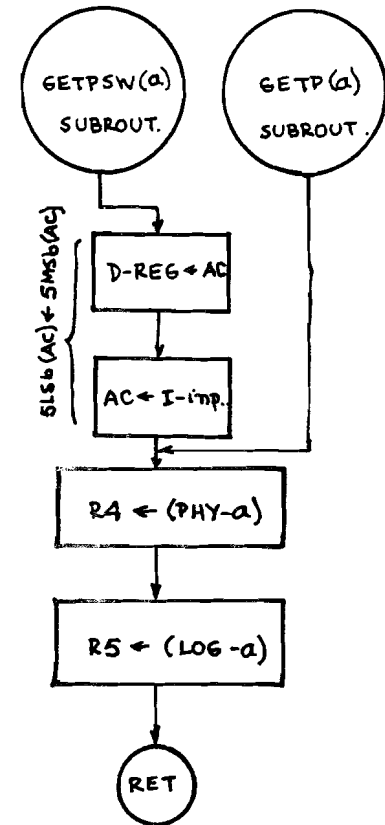 GETPSW(a)
SUBROUT.
GETP(a)
SUBROUT.
5LSb(AC) ← 5MSb(AC)
D-REG ← AC
AC ← I-inp..
R4 ← (PHY-a)
R5 ← (LOG-a)
RET